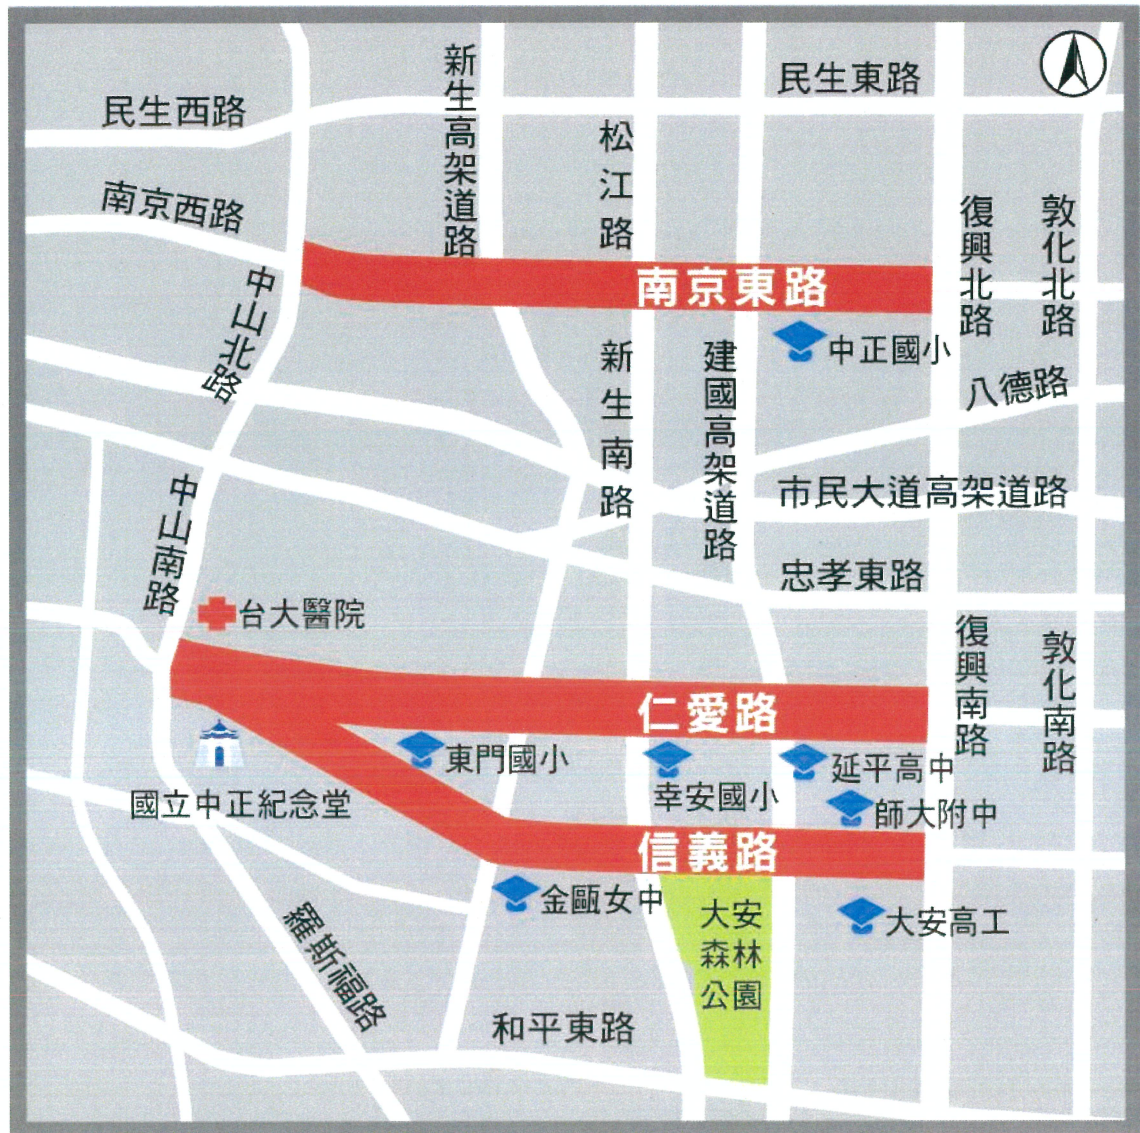 民生西路
民生東路
新生高架道路
松江路
南京西路
復興北路
敦化北路
中山北路
南京東路
中正國小
新生南路
建國高架道路
八德路
中山南路
市民大道高架道路
忠孝東路
台大醫院
復興南路
敦化南路
仁愛路
國立中正紀念堂
東門國小
幸安國小
延平高中
師大附中
信義路
金甌女中
大安高工
大安
森林
公園
羅斯福路
和平東路